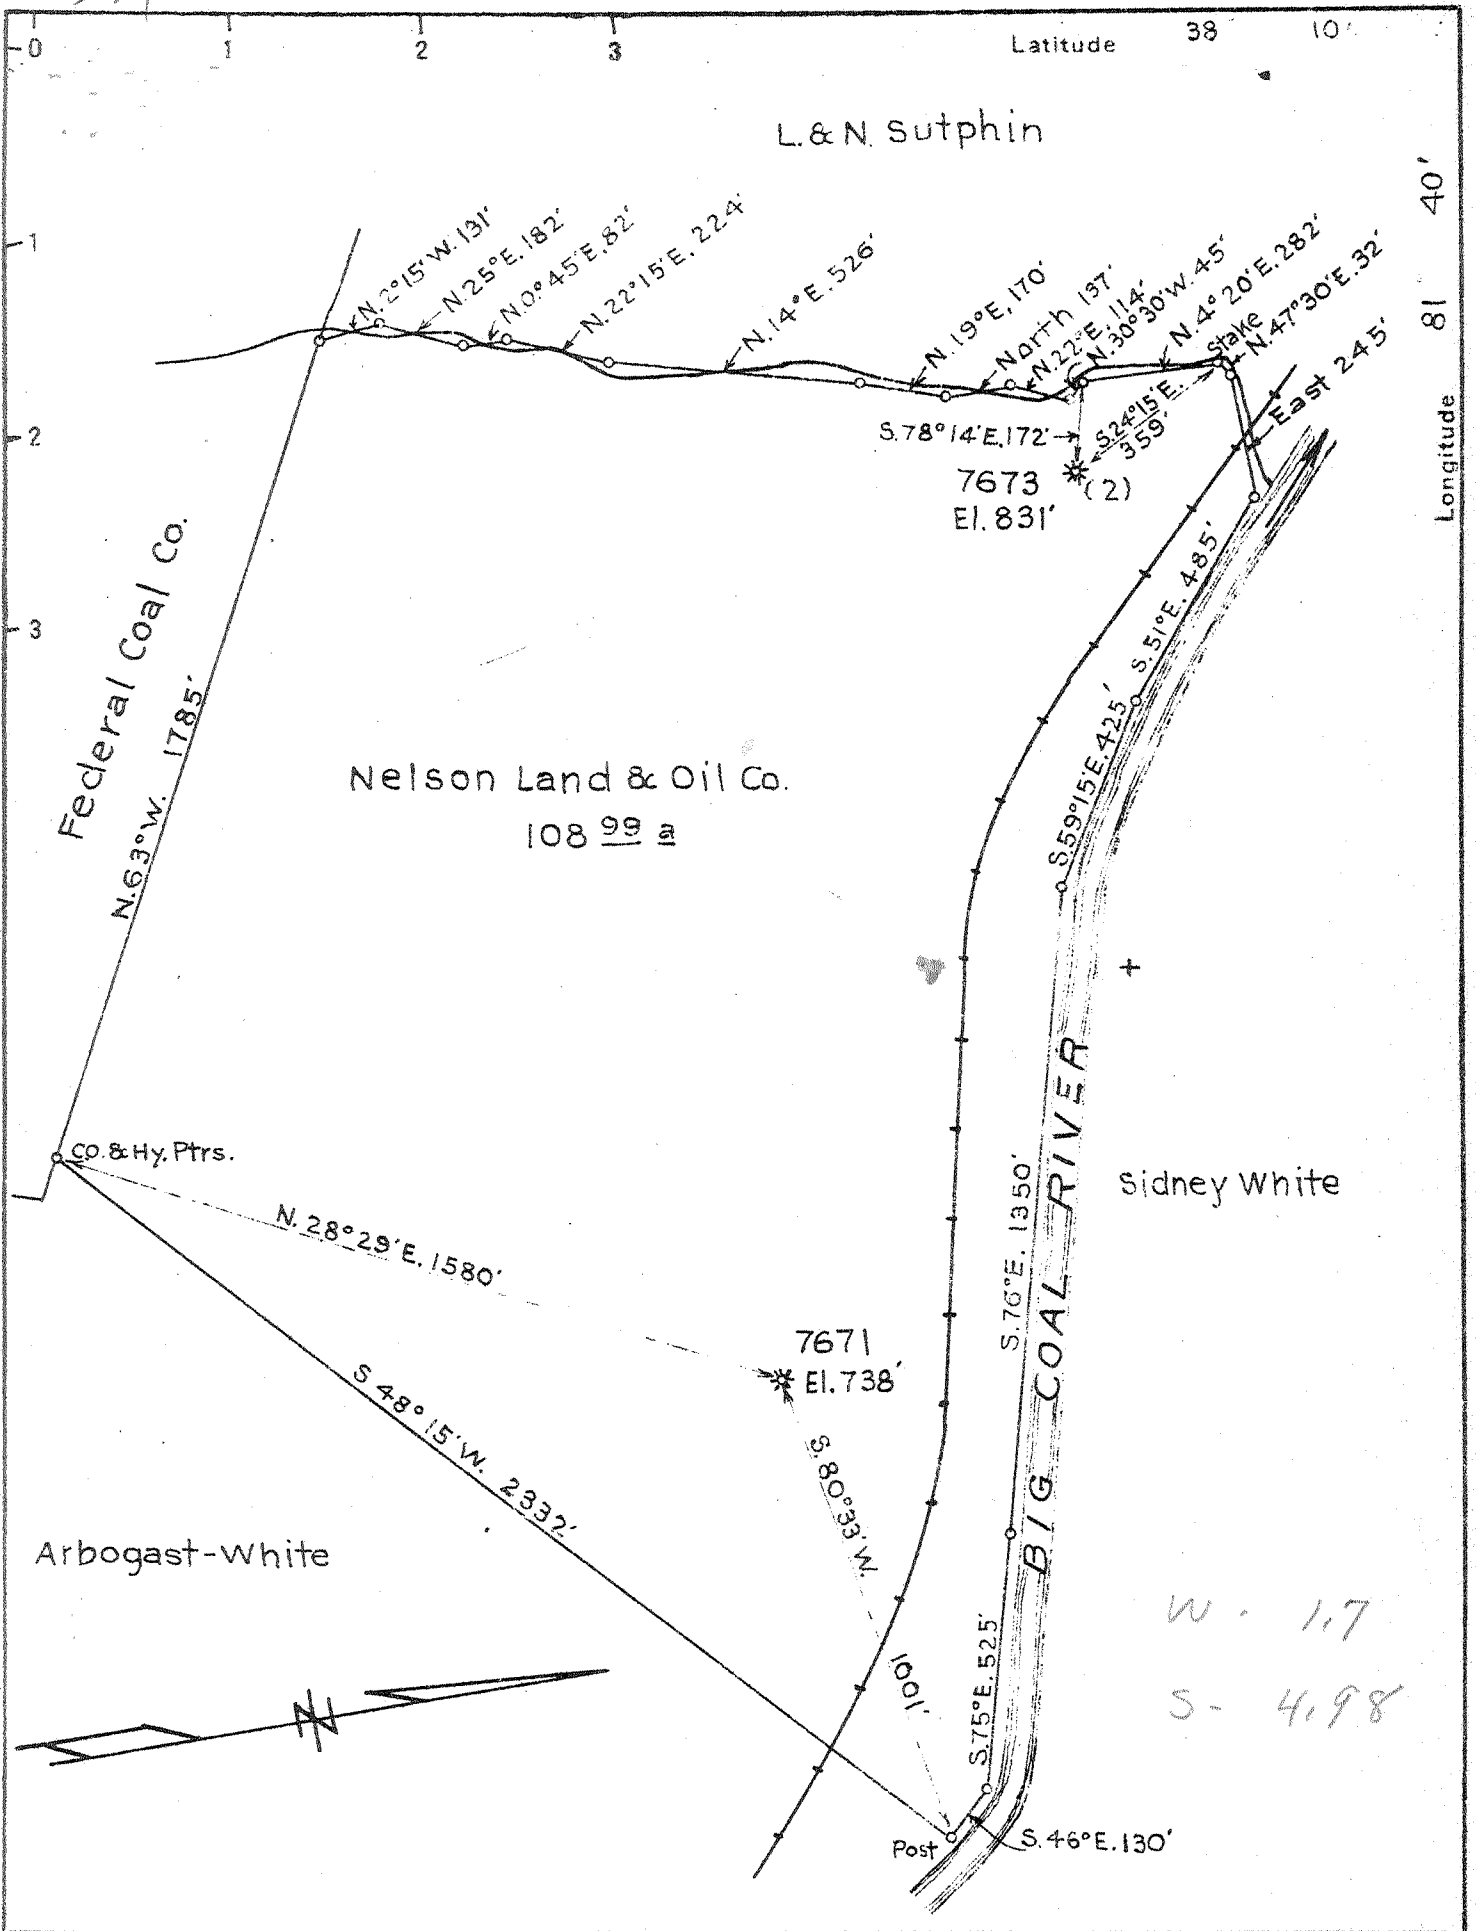 0 1 2 3 Latitude 38 10'
L. & N. Sutphin
40'
81
Longitude
1
2
3
N.2°15'W.131'
N.25°E.182'
N.0°45'E.82'
N.22°15'E.224'
N.14°E.526'
N.19°E.170'
North 137'
N.22°E.114'
N.30°30'W.45'
N.4°20'E.282'
Stake
N.47°30'E.32'
East 245'
S.78°14'E.172'
S.24°15'E.
359'
7673 (2)
El. 831'
S.51°E.485'
Federal Coal Co.
N.63°W. 1785'
S.59°15'E.425'
Nelson Land & Oil Co.
108 99 a
Co. & Hy. Ptrs.
Sidney White
N.28°29'E.1580'
S.76°E. 1350'
BIG COAL RIVER
7671
El. 738'
S 48°15'W. 2332'
S.80°33'W.
1001'
Arbogast-White
W - 1.7
S.75°E.525'
N
S - 4.98
Post
S.46°E.130'